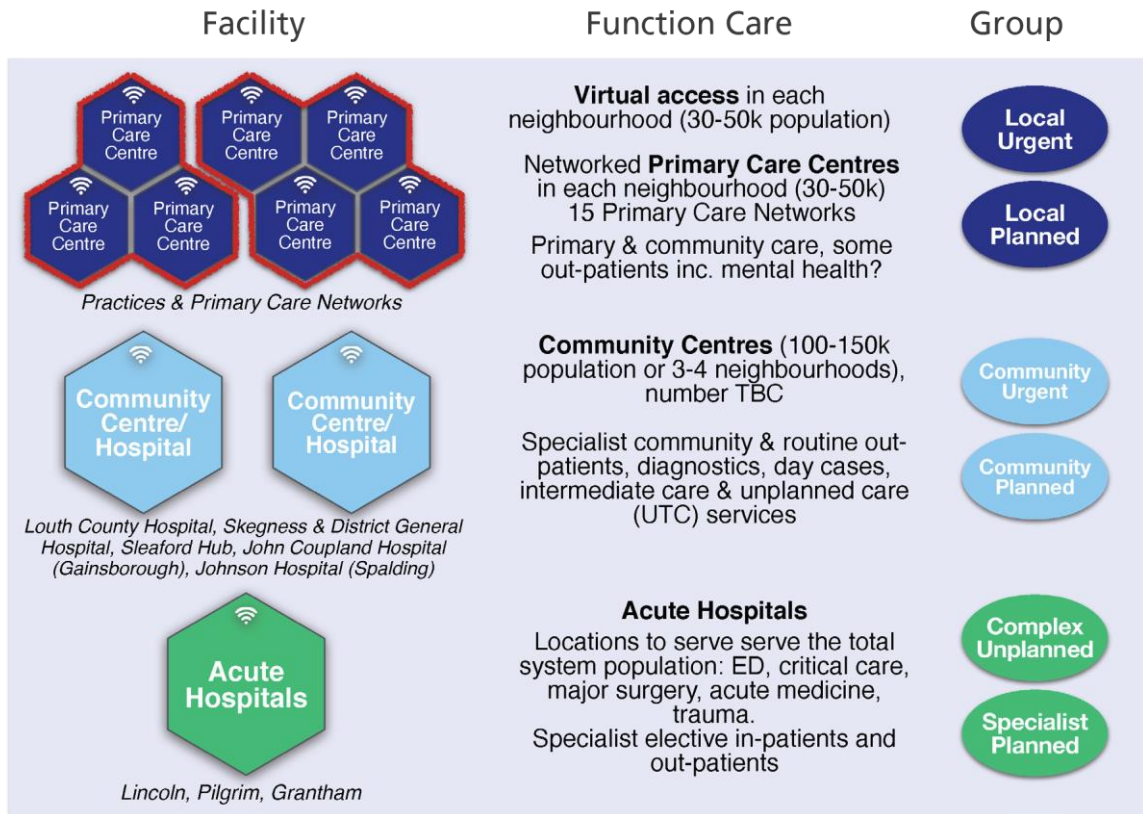 Facility
Function Care
Group
Primary
Care
Centre
Primary
Care
Centre
Primary
Care
Centre
Primary
Care
Centre
Primary
Care
Centre
Primary
Care
Centre
Primary
Care
Centre
Practices & Primary Care Networks
Virtual access in each
neighbourhood (30-50k population)
Networked Primary Care Centres
in each neighbourhood (30-50k)
15 Primary Care Networks
Primary & community care, some
out-patients inc. mental health?
Local
Urgent
Local
Planned
Community
Centre/
Hospital
Community
Centre/
Hospital
Louth County Hospital, Skegness & District General
Hospital, Sleaford Hub, John Coupland Hospital
(Gainsborough), Johnson Hospital (Spalding)
Community Centres (100-150k
population or 3-4 neighbourhoods),
number TBC
Specialist community & routine out-
patients, diagnostics, day cases,
intermediate care & unplanned care
(UTC) services
Community
Urgent
Community
Planned
Acute
Hospitals
Lincoln, Pilgrim, Grantham
Acute Hospitals
Locations to serve serve the total
system population: ED, critical care,
major surgery, acute medicine,
trauma.
Specialist elective in-patients and
out-patients
Complex
Unplanned
Specialist
Planned